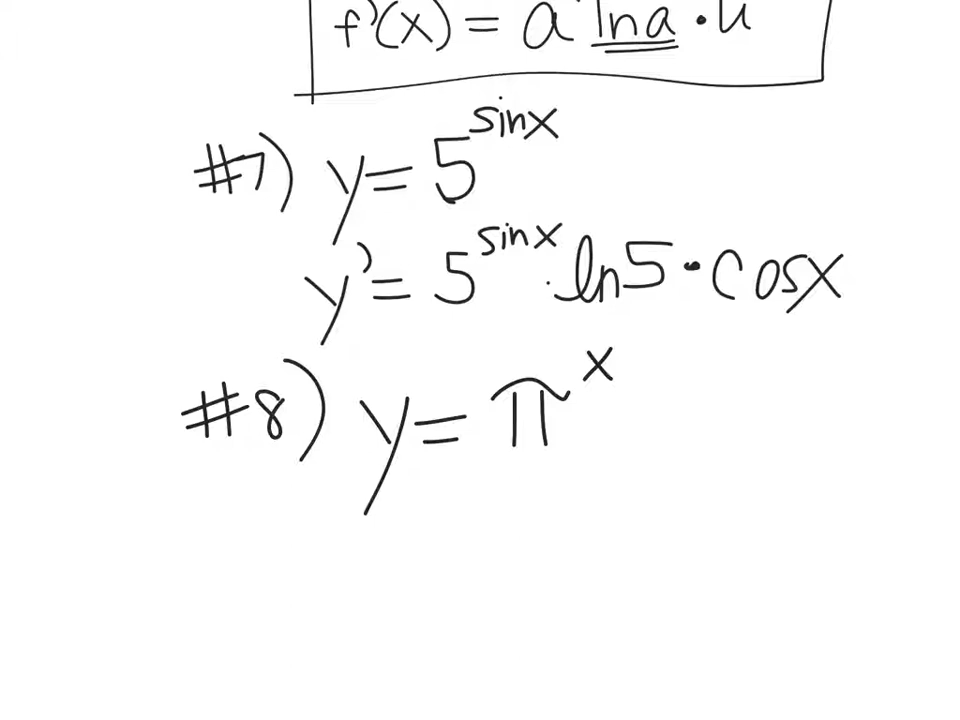 f'(x) = a ln a · u
#7) y = 5^sinx
y' = 5^sinx · ln5 · cosx
#8) y = π^x